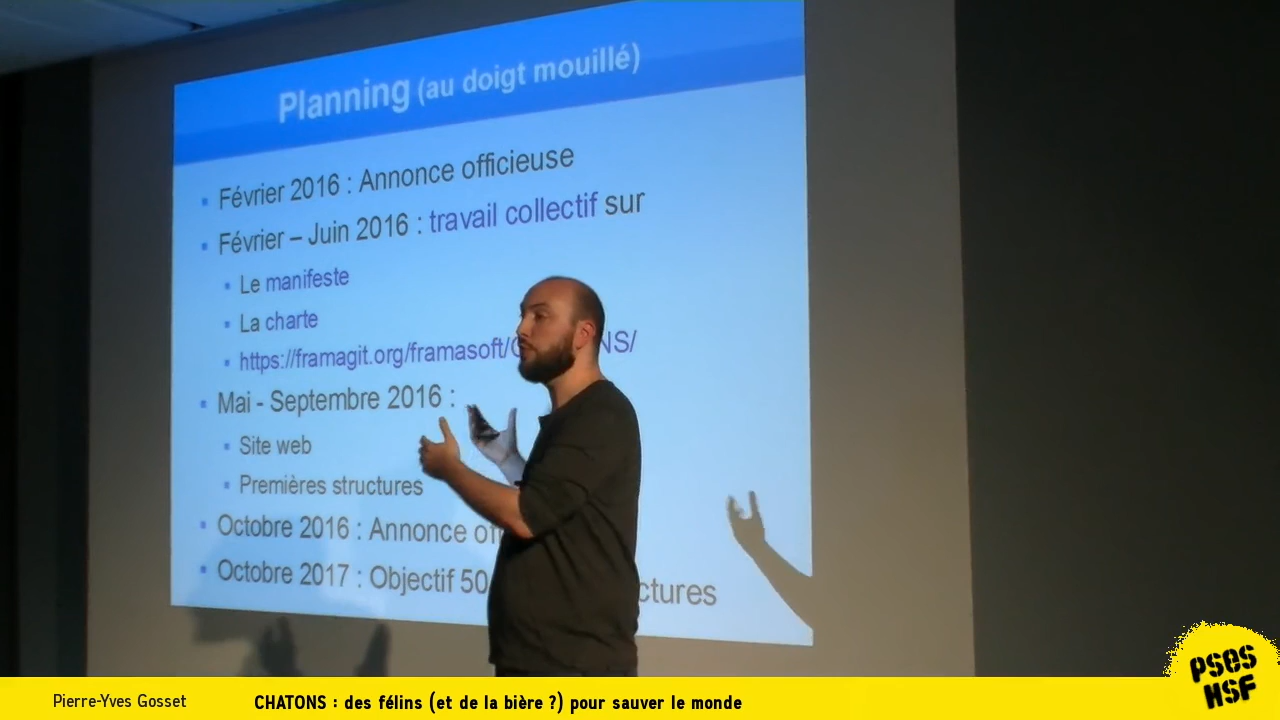 Planning (au doigt mouillé)
Février 2016 : Annonce officieuse
Février – Juin 2016 : travail collectif sur
Le manifeste
La charte
https://framagit.org/framasoft/C NS/
Mai - Septembre 2016 :
Site web
Premières structures
Octobre 2016 : Annonce of
Octobre 2017 : Objectif 50 ctures
PSES
HSF
Pierre-Yves Gosset CHATONS : des félins (et de la bière ?) pour sauver le monde